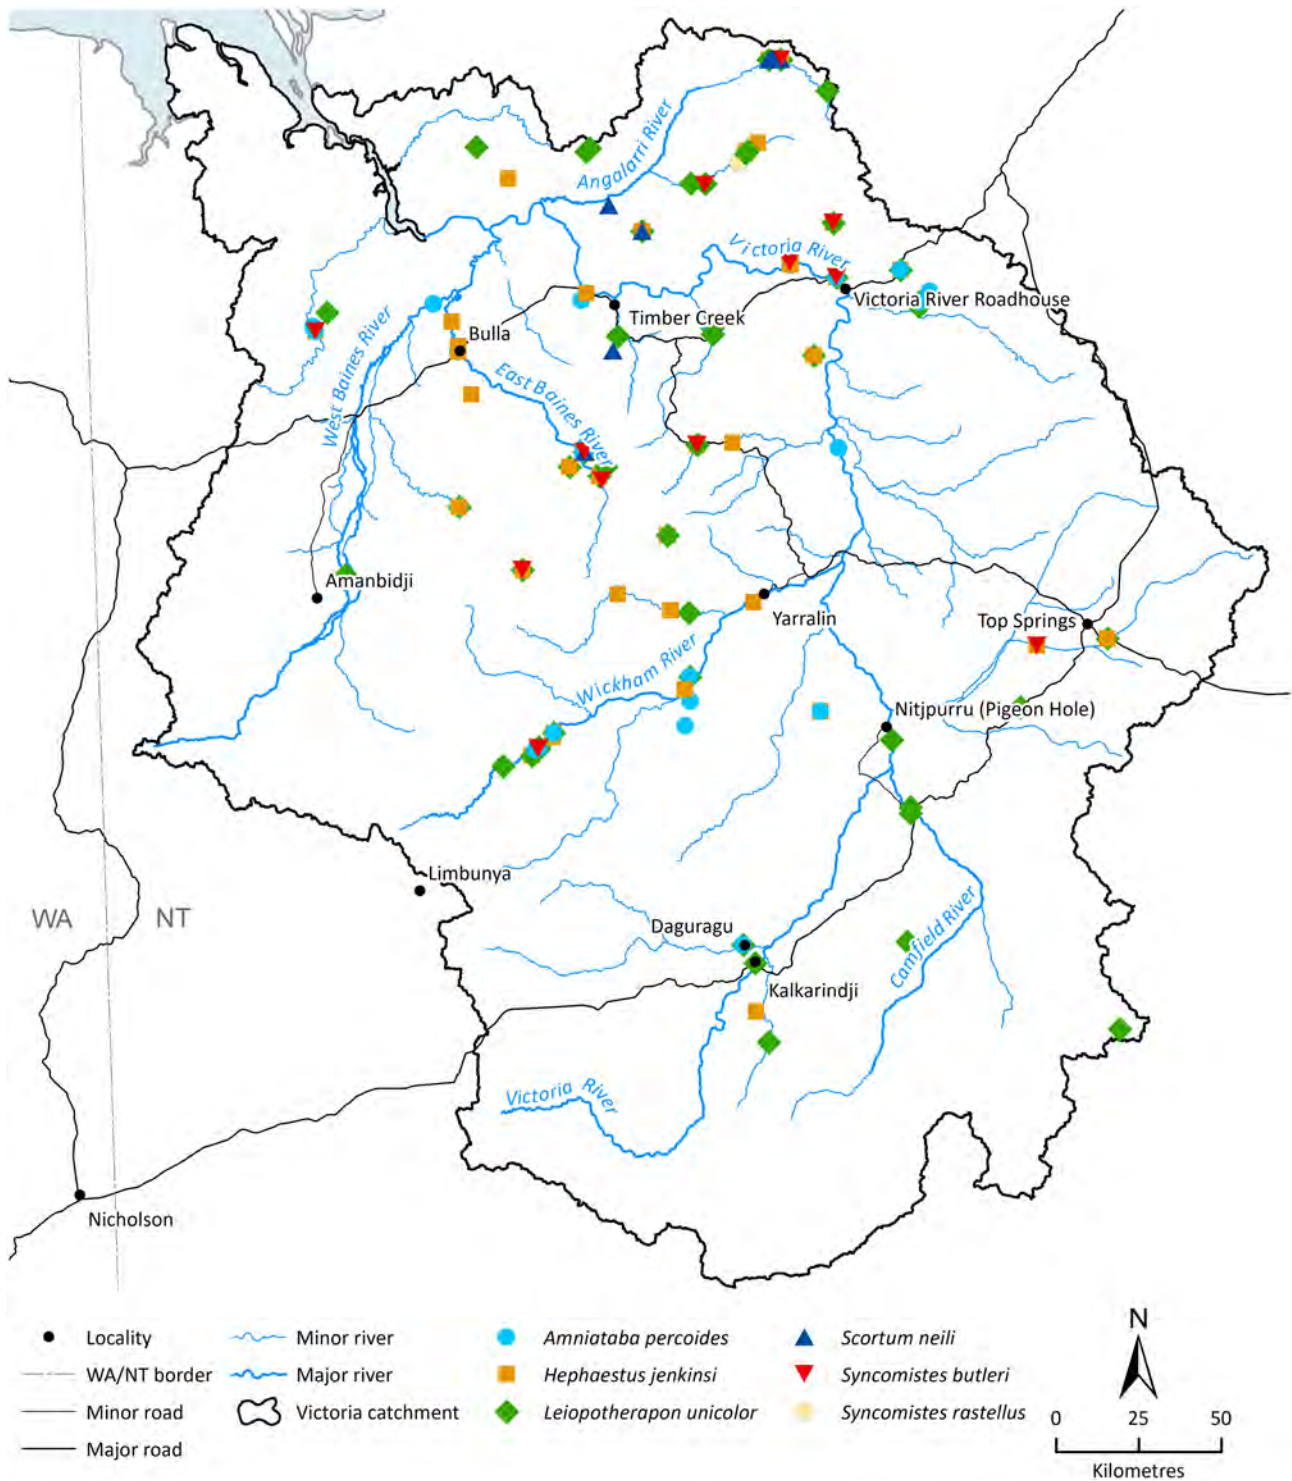 Angalarri River
Victoria River
Victoria River Roadhouse
Timber Creek
Bulla
West Baines River
East Baines River
Amanbidji
Yarralin
Top Springs
Wickham River
Nitjpurru (Pigeon Hole)
Limbunya
WA
NT
Daguragu
Camfield River
Kalkarindji
Victoria River
Nicholson
N
Locality
Minor river
Amniataba percoides
Scortum neili
WA/NT border
Major river
Hephaestus jenkinsi
Syncomistes butleri
Minor road
Victoria catchment
Leiopotherapon unicolor
Syncomistes rastellus
Major road
0 25 50
Kilometres